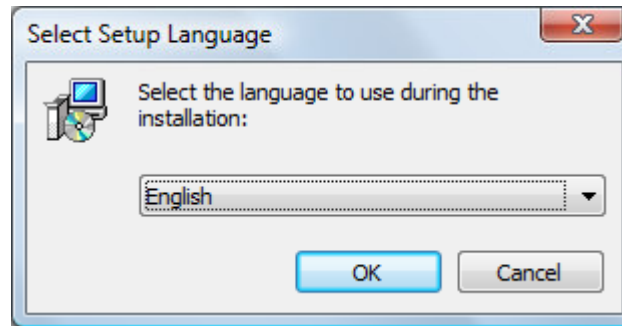 Select Setup Language
Select the language to use during the
installation:
English
OK
Cancel